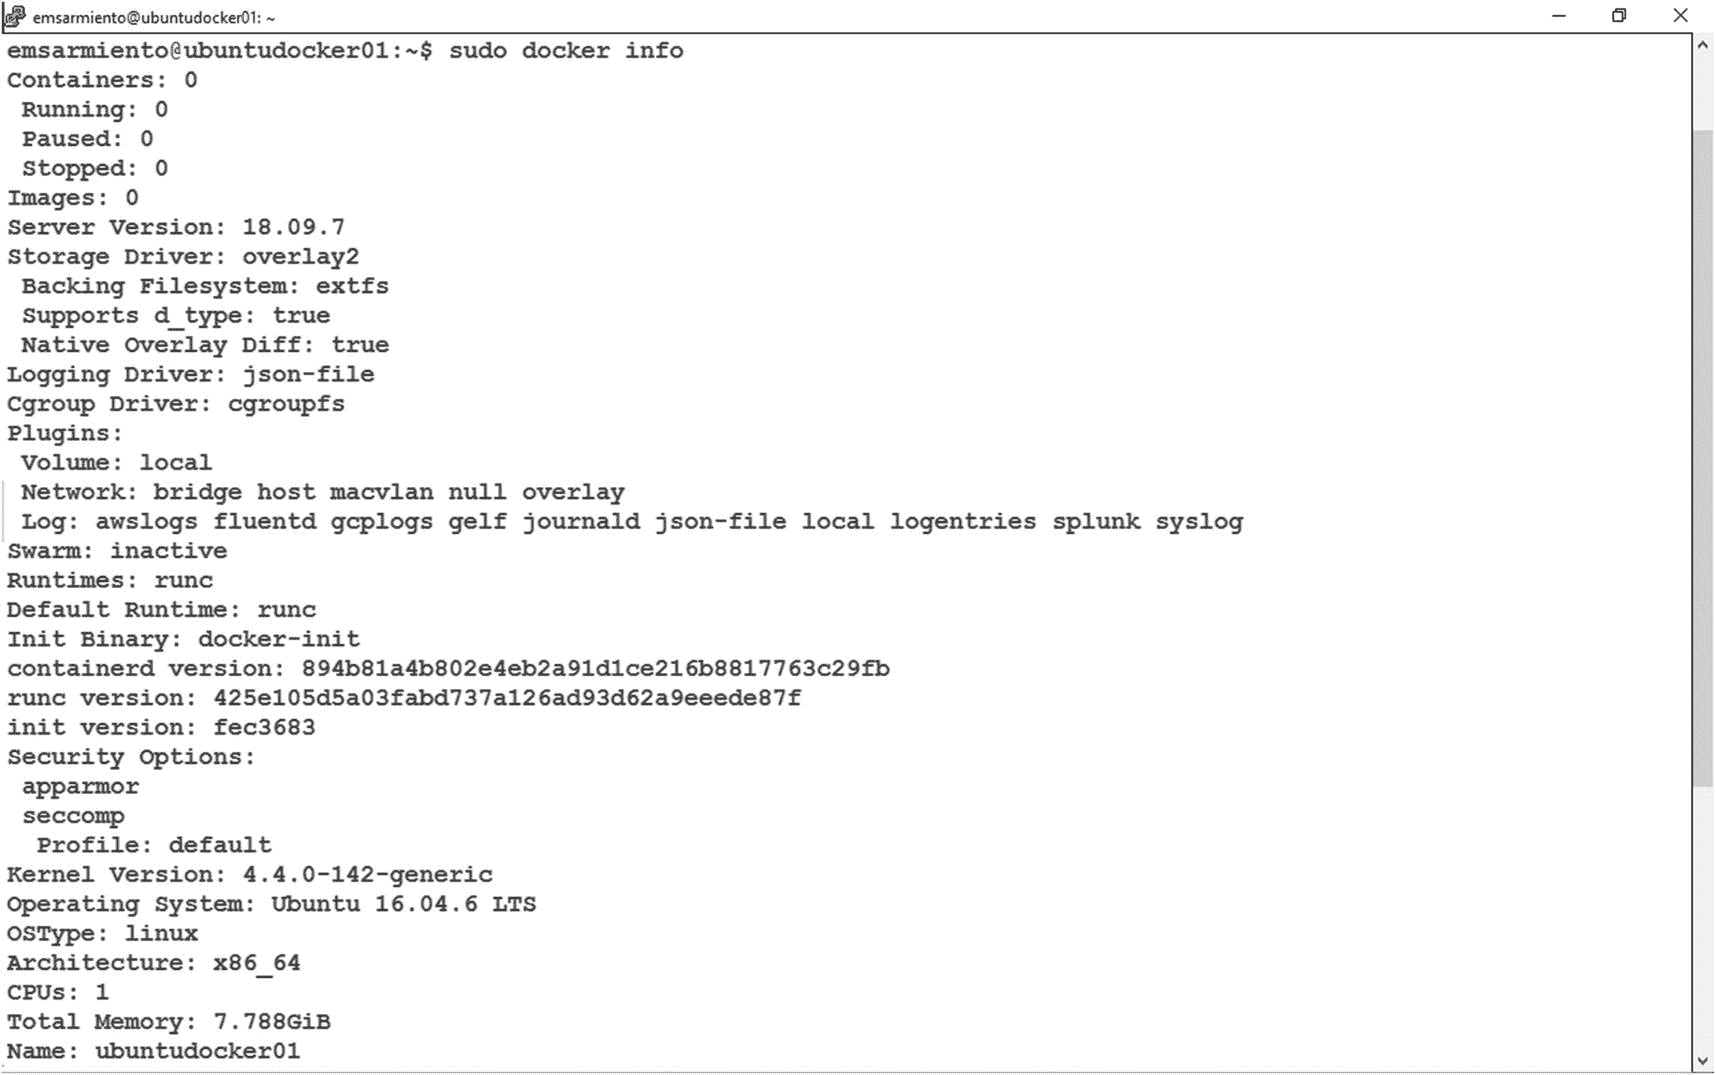 emsarmiento@ubuntudocker01: ~
emsarmiento@ubuntudocker01:~$ sudo docker info
Containers: 0
 Running: 0
 Paused: 0
 Stopped: 0
Images: 0
Server Version: 18.09.7
Storage Driver: overlay2
 Backing Filesystem: extfs
 Supports d_type: true
 Native Overlay Diff: true
Logging Driver: json-file
Cgroup Driver: cgroupfs
Plugins:
 Volume: local
 Network: bridge host macvlan null overlay
 Log: awslogs fluentd gcplogs gelf journald json-file local logentries splunk syslog
Swarm: inactive
Runtimes: runc
Default Runtime: runc
Init Binary: docker-init
containerd version: 894b81a4b802e4eb2a91d1ce216b8817763c29fb
runc version: 425e105d5a03fabd737a126ad93d62a9eeede87f
init version: fec3683
Security Options:
 apparmor
 seccomp
  Profile: default
Kernel Version: 4.4.0-142-generic
Operating System: Ubuntu 16.04.6 LTS
OSType: linux
Architecture: x86_64
CPUs: 1
Total Memory: 7.788GiB
Name: ubuntudocker01